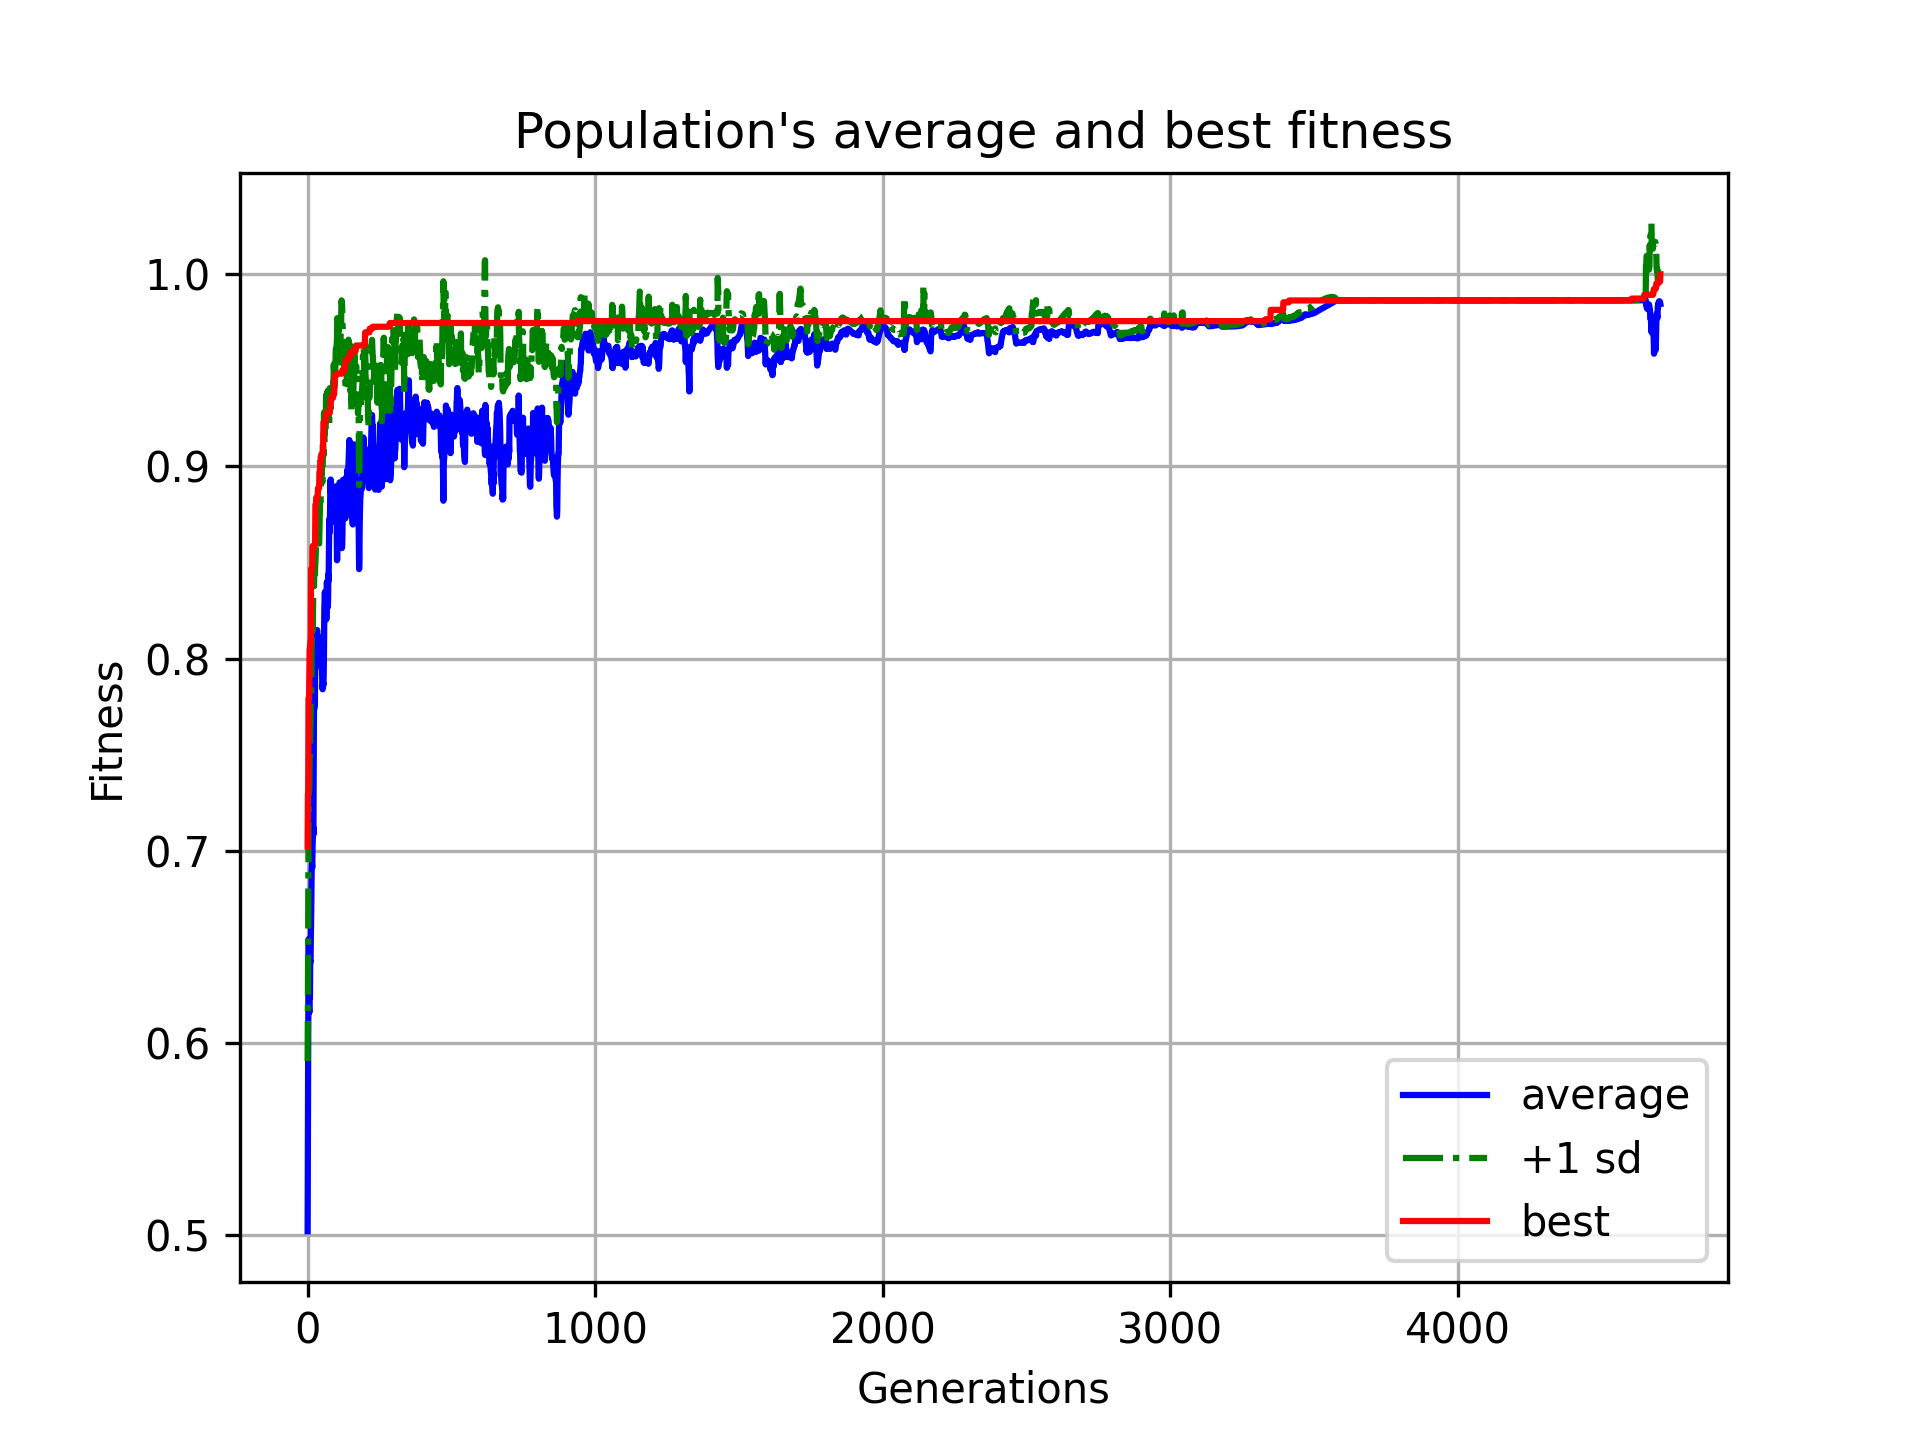 Population's average and best fitness
1.0
0.9
0.8
0.7
0.6
0.5
Fitness
average
+1 sd
best
0 1000 2000 3000 4000
Generations